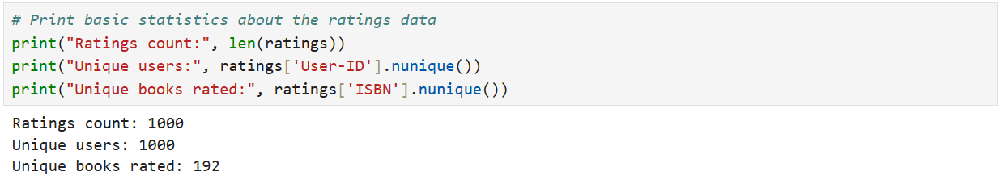 # Print basic statistics about the ratings data
print("Ratings count:", len(ratings))
print("Unique users:", ratings['User-ID'].nunique())
print("Unique books rated:", ratings['ISBN'].nunique())
Ratings count: 1000
Unique users: 1000
Unique books rated: 192